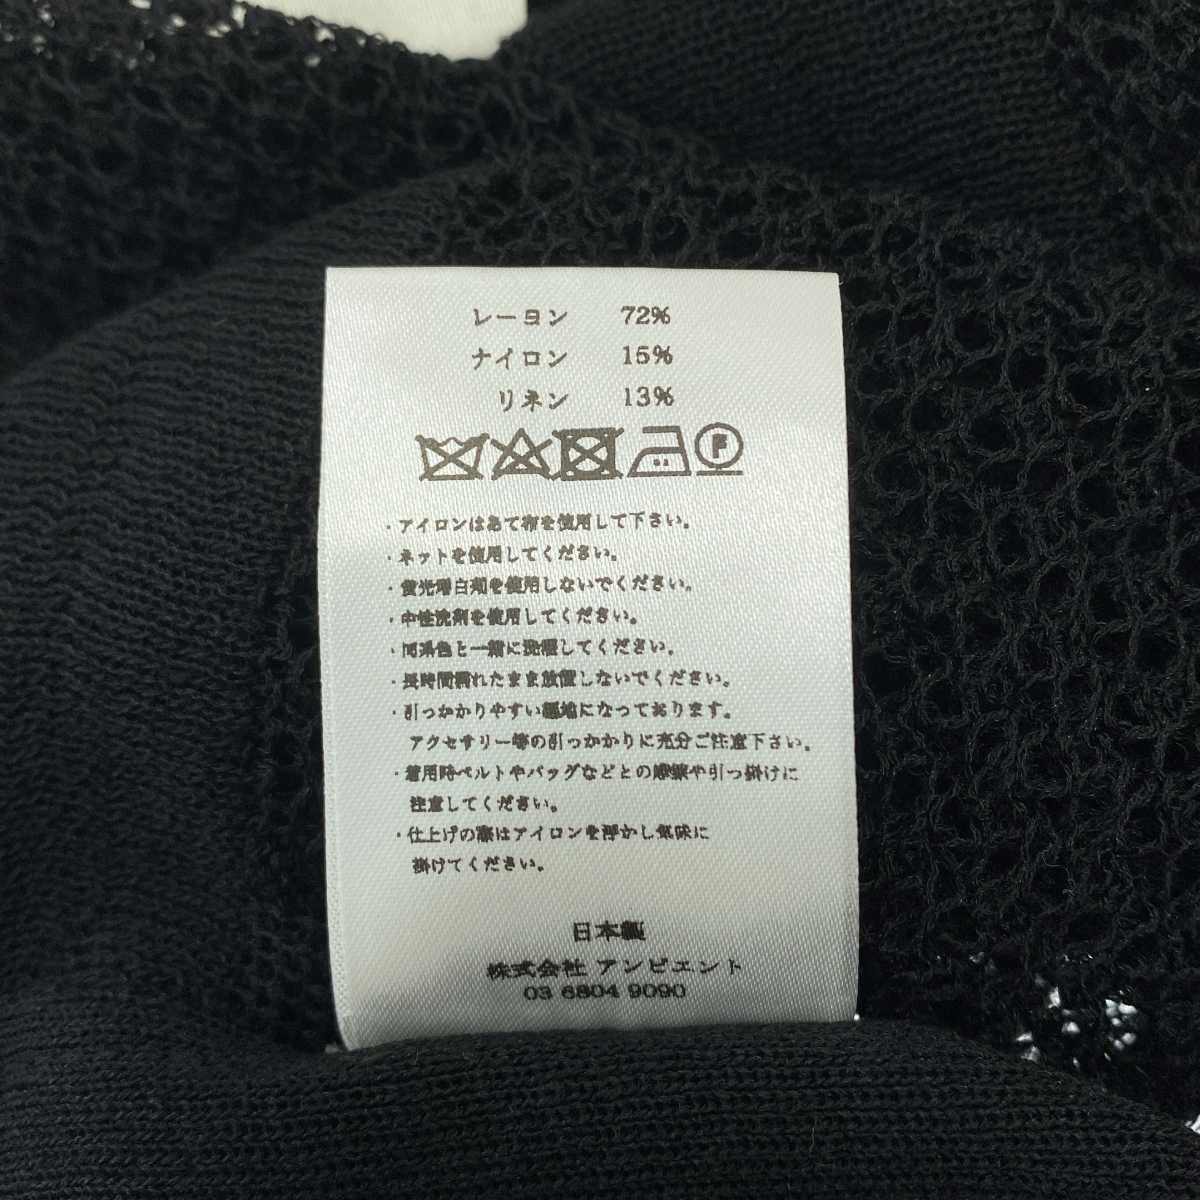 レーヨン 72%
ナイロン 15%
リネン 13%
F
・アイロンはあて布を使用して下さい。
・ネットを使用してください。
・蛍光増白剤を使用しないでください。
・中性洗剤を使用してください。
・同系色と一緒に洗濯してください。
・長時間濡れたまま放置しないでください。
・引っかかりやすい編地になっております。
アクセサリー等の引っかかりに充分ご注意下さい。
・着用時ベルトやバッグなどとの摩擦や引っ掛けに
注意してください。
・仕上げの際はアイロンを浮かし気味に
掛けてください。
日本製
株式会社 アンビエント
03 6804 9090